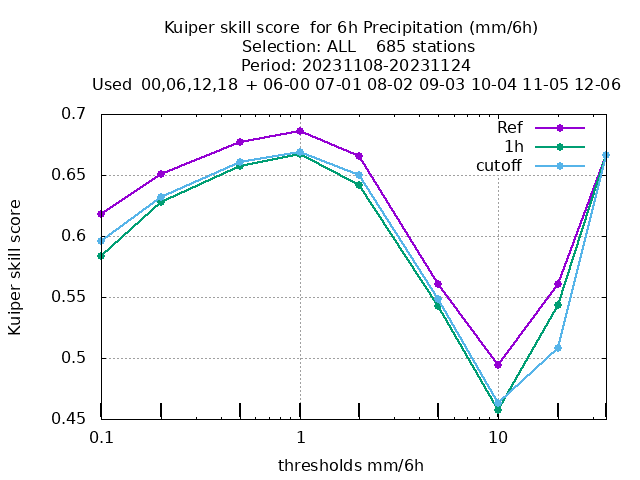 Kuiper skill score  for 6h Precipitation (mm/6h)
Selection: ALL    685 stations
Period: 20231108-20231124
Used  00,06,12,18  + 06-00 07-01 08-02 09-03 10-04 11-05 12-06
0.7
0.65
0.6
0.55
0.5
0.45
Kuiper skill score
Ref
1h
cutoff
0.1
1
10
thresholds mm/6h